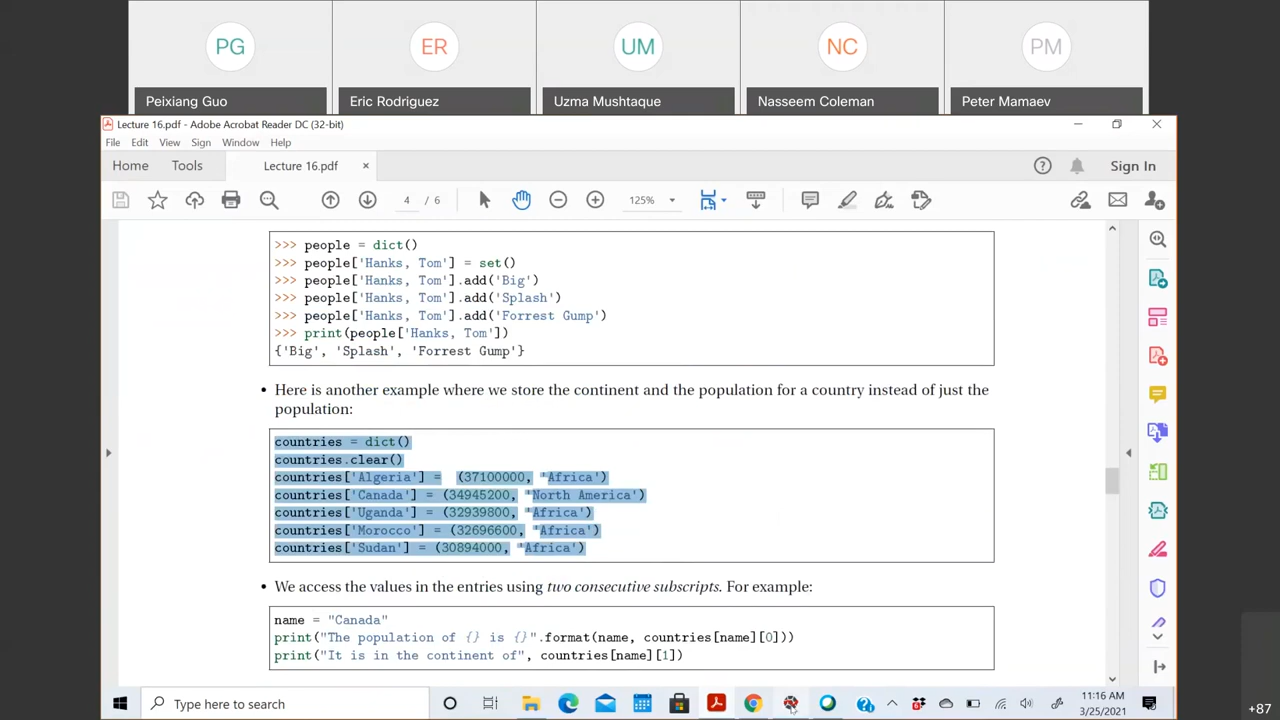 PG
ER
UM
NC
PM
Peixiang Guo
Eric Rodriguez
Uzma Mushtaque
Nasseem Coleman
Peter Mamaev
Lecture 16.pdf - Adobe Acrobat Reader DC (32-bit)
File Edit View Sign Window Help
Home Tools Lecture 16.pdf × Sign In
4 / 6 125%
>>> people = dict()
>>> people['Hanks, Tom'] = set()
>>> people['Hanks, Tom'].add('Big')
>>> people['Hanks, Tom'].add('Splash')
>>> people['Hanks, Tom'].add('Forrest Gump')
>>> print(people['Hanks, Tom'])
{'Big', 'Splash', 'Forrest Gump'}
• Here is another example where we store the continent and the population for a country instead of just the
population:
countries = dict()
countries.clear()
countries['Algeria'] = (37100000, 'Africa')
countries['Canada'] = (34945200, 'North America')
countries['Uganda'] = (32939800, 'Africa')
countries['Morocco'] = (32696600, 'Africa')
countries['Sudan'] = (30894000, 'Africa')
• We access the values in the entries using two consecutive subscripts. For example:
name = "Canada"
print("The population of {} is {}".format(name, countries[name][0]))
print("It is in the continent of", countries[name][1])
Type here to search
11:16 AM
3/25/2021
+87